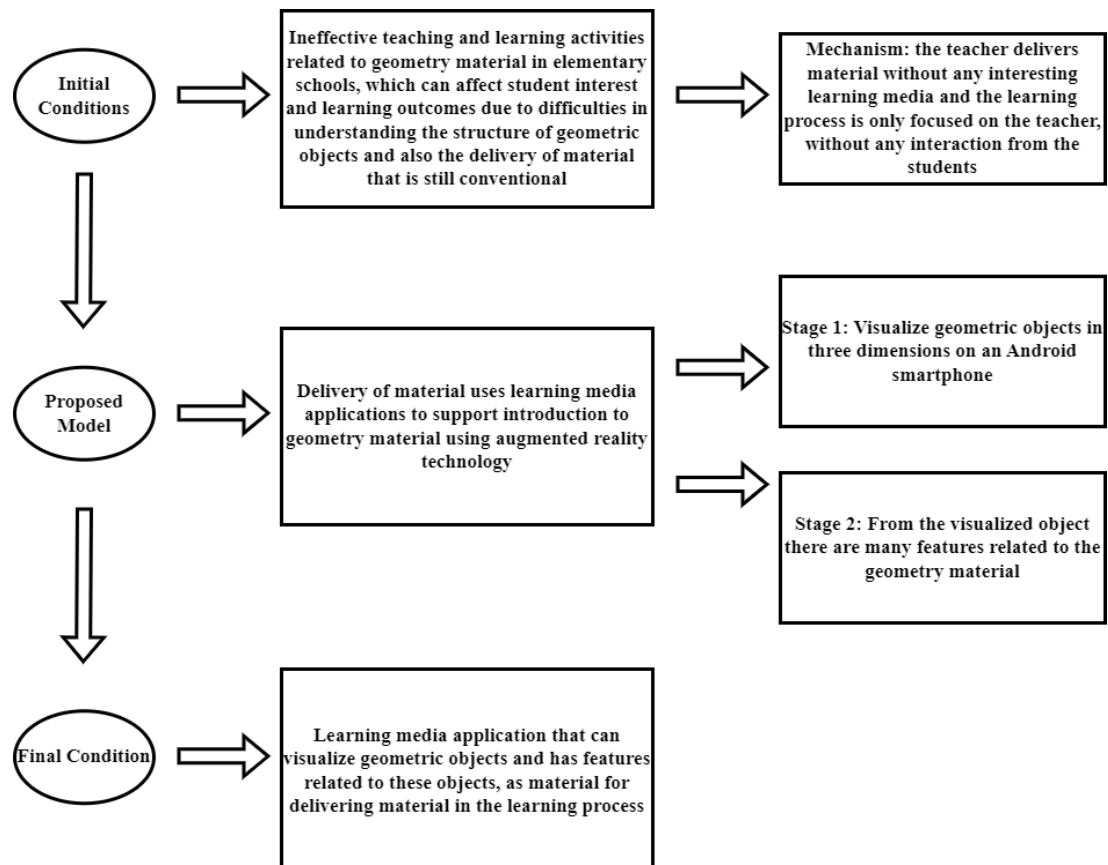 Initial
Conditions
Ineffective teaching and learning activities
related to geometry material in elementary
schools, which can affect student interest
and learning outcomes due to difficulties in
understanding the structure of geometric
objects and also the delivery of material
that is still conventional
Mechanism: the teacher delivers
material without any interesting
learning media and the learning
process is only focused on the teacher,
without any interaction from the
students
Proposed
Model
Delivery of material uses learning media
applications to support introduction to
geometry material using augmented reality
technology
Stage 1: Visualize geometric objects in
three dimensions on an Android
smartphone
Stage 2: From the visualized object
there are many features related to the
geometry material
Final Condition
Learning media application that can
visualize geometric objects and has features
related to these objects, as material for
delivering material in the learning process